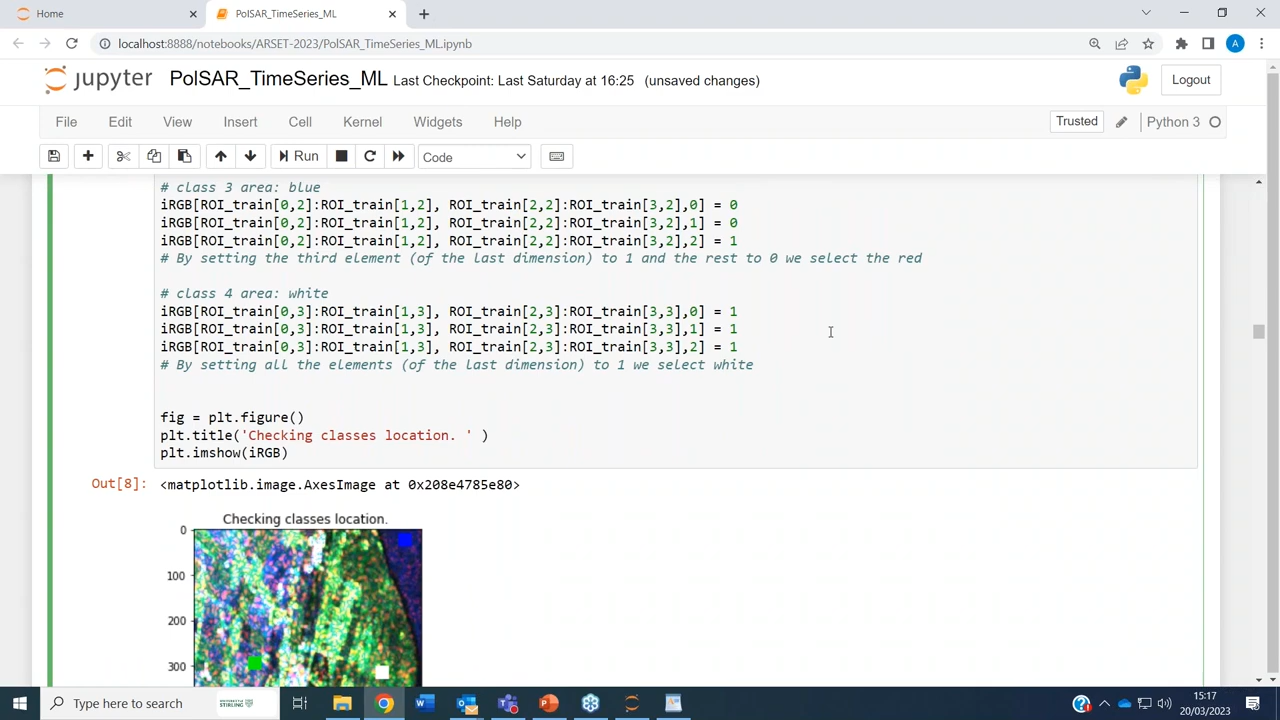 Home
PolSAR_TimeSeries_ML
localhost:8888/notebooks/ARSET-2023/PolSAR_TimeSeries_ML.ipynb
A
jupyter PolSAR_TimeSeries_ML Last Checkpoint: Last Saturday at 16:25 (unsaved changes)
Logout
File Edit View Insert Cell Kernel Widgets Help
Trusted
Python 3
Run
Code
# class 3 area: blue
iRGB[ROI_train[0,2]:ROI_train[1,2], ROI_train[2,2]:ROI_train[3,2],0] = 0
iRGB[ROI_train[0,2]:ROI_train[1,2], ROI_train[2,2]:ROI_train[3,2],1] = 0
iRGB[ROI_train[0,2]:ROI_train[1,2], ROI_train[2,2]:ROI_train[3,2],2] = 1
# By setting the third element (of the last dimension) to 1 and the rest to 0 we select the red
# class 4 area: white
iRGB[ROI_train[0,3]:ROI_train[1,3], ROI_train[2,3]:ROI_train[3,3],0] = 1
iRGB[ROI_train[0,3]:ROI_train[1,3], ROI_train[2,3]:ROI_train[3,3],1] = 1
iRGB[ROI_train[0,3]:ROI_train[1,3], ROI_train[2,3]:ROI_train[3,3],2] = 1
# By setting all the elements (of the last dimension) to 1 we select white
fig = plt.figure()
plt.title('Checking classes location. ' )
plt.imshow(iRGB)
Out[8]: <matplotlib.image.AxesImage at 0x208e4785e80>
Checking classes location.
0
100
200
300
Type here to search
15:17
20/03/2023